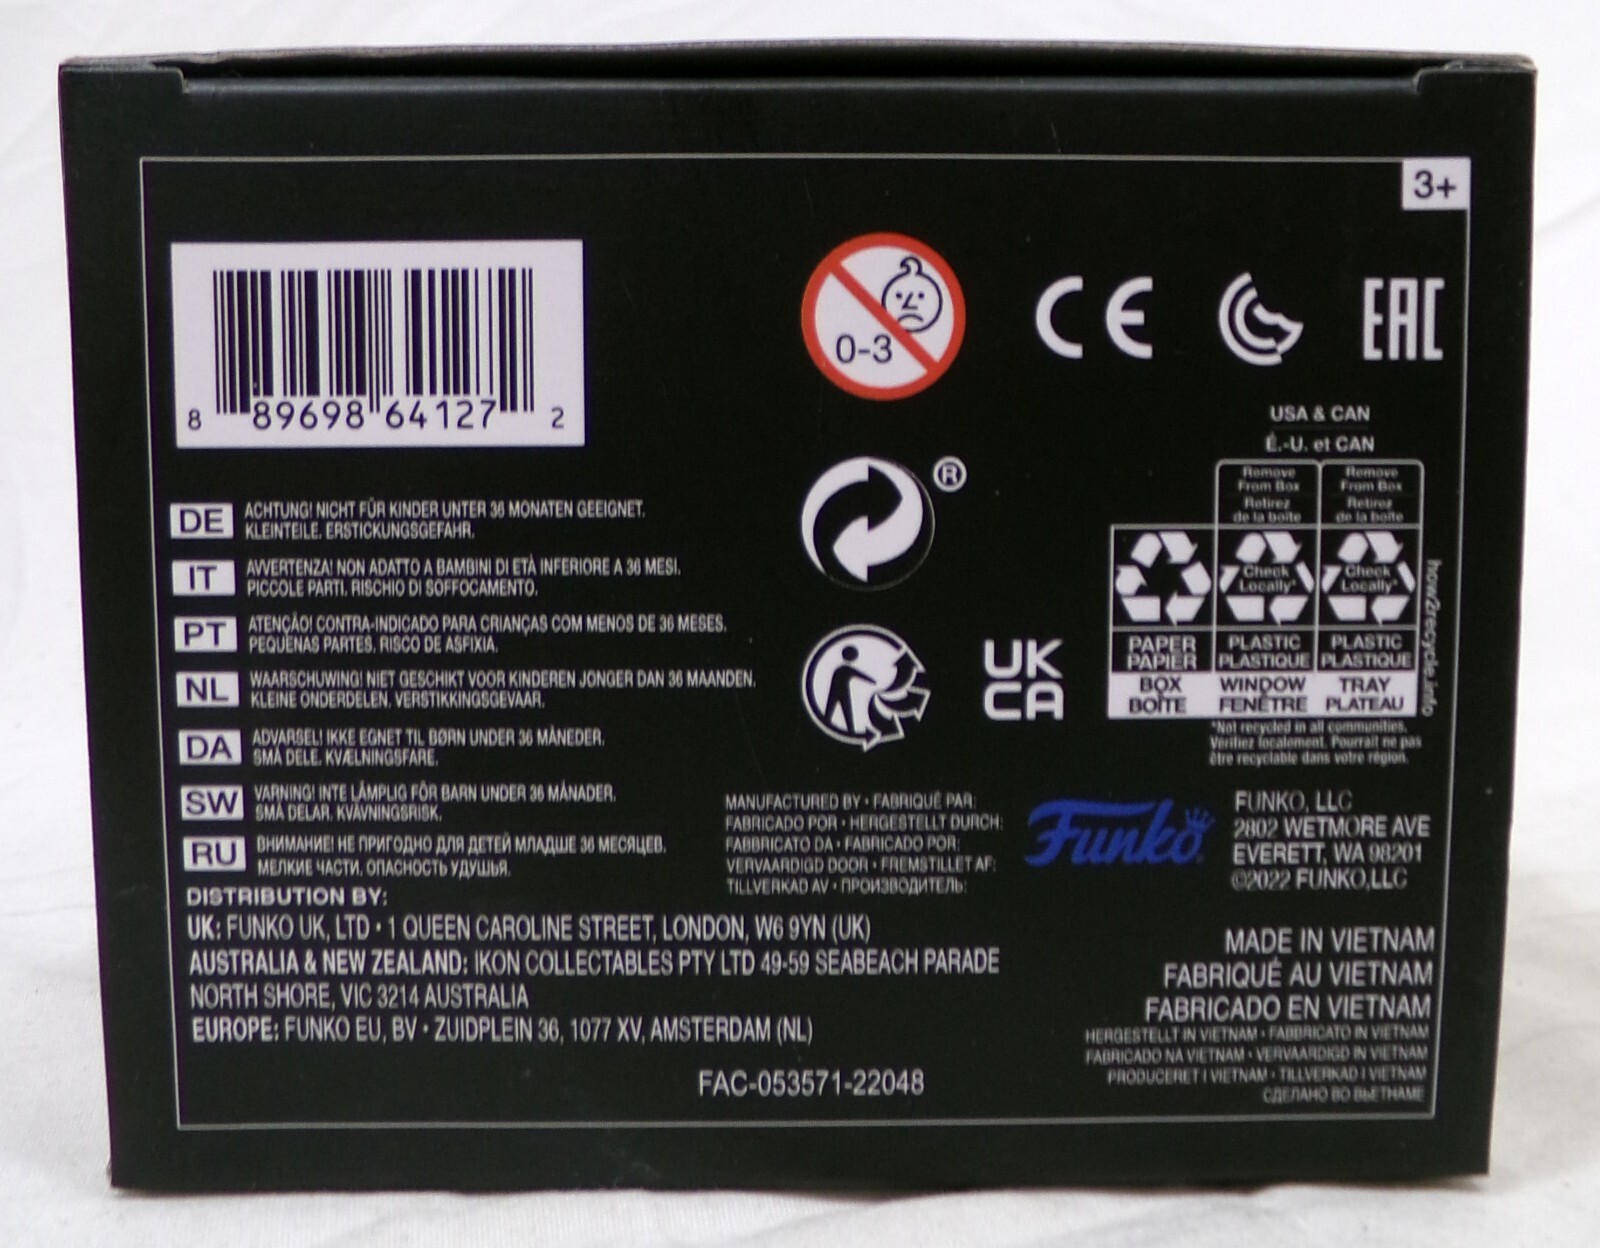 3+
8 89698 64127 2
0-3
CE
EAC
USA & CAN
É.-U. et CAN
Remove From Box
Retirez de la boîte
Remove From Box
Retirez de la boîte
®
Check Locally*
Check Locally*
PAPER PAPIER
PLASTIC PLASTIQUE
PLASTIC PLASTIQUE
BOX BOÎTE
WINDOW FENÊTRE
TRAY PLATEAU
how2recycle.info
*Not recycled in all communities.
Vérifiez localement. Pourrait ne pas
être recyclable dans votre région.
UK
CA
DE ACHTUNG! NICHT FÜR KINDER UNTER 36 MONATEN GEEIGNET.
KLEINTEILE. ERSTICKUNGSGEFAHR.
IT AVVERTENZA! NON ADATTO A BAMBINI DI ETÀ INFERIORE A 36 MESI.
PICCOLE PARTI. RISCHIO DI SOFFOCAMENTO.
PT ATENÇÃO! CONTRA-INDICADO PARA CRIANÇAS COM MENOS DE 36 MESES.
PEQUENAS PARTES. RISCO DE ASFIXIA.
NL WAARSCHUWING! NIET GESCHIKT VOOR KINDEREN JONGER DAN 36 MAANDEN.
KLEINE ONDERDELEN. VERSTIKKINGSGEVAAR.
DA ADVARSEL! IKKE EGNET TIL BØRN UNDER 36 MÅNEDER.
SMÅ DELE. KVÆLNINGSFARE.
SW VARNING! INTE LÄMPLIG FÖR BARN UNDER 36 MÅNADER.
SMÅ DELAR. KVÄVNINGSRISK.
RU ВНИМАНИЕ! НЕ ПРИГОДНО ДЛЯ ДЕТЕЙ МЛАДШЕ 36 МЕСЯЦЕВ.
МЕЛКИЕ ЧАСТИ, ОПАСНОСТЬ УДУШЬЯ.
MANUFACTURED BY • FABRIQUÉ PAR:
FABRICADO POR • HERGESTELLT DURCH:
FABBRICATO DA • FABRICADO POR:
VERVAARDIGD DOOR • FREMSTILLET AF:
TILLVERKAD AV • ПРОИЗВОДИТЕЛЬ:
Funko
FUNKO, LLC
2802 WETMORE AVE
EVERETT, WA 98201
©2022 FUNKO,LLC
DISTRIBUTION BY:
UK: FUNKO UK, LTD • 1 QUEEN CAROLINE STREET, LONDON, W6 9YN (UK)
AUSTRALIA & NEW ZEALAND: IKON COLLECTABLES PTY LTD 49-59 SEABEACH PARADE
NORTH SHORE, VIC 3214 AUSTRALIA
EUROPE: FUNKO EU, BV • ZUIDPLEIN 36, 1077 XV, AMSTERDAM (NL)
MADE IN VIETNAM
FABRIQUÉ AU VIETNAM
FABRICADO EN VIETNAM
HERGESTELLT IN VIETNAM • FABBRICATO IN VIETNAM
FABRICADO NA VIETNAM • VERVAARDIGD IN VIETNAM
PRODUCERET I VIETNAM • TILLVERKAD I VIETNAM
СДЕЛАНО ВО ВЬЕТНАМЕ
FAC-053571-22048